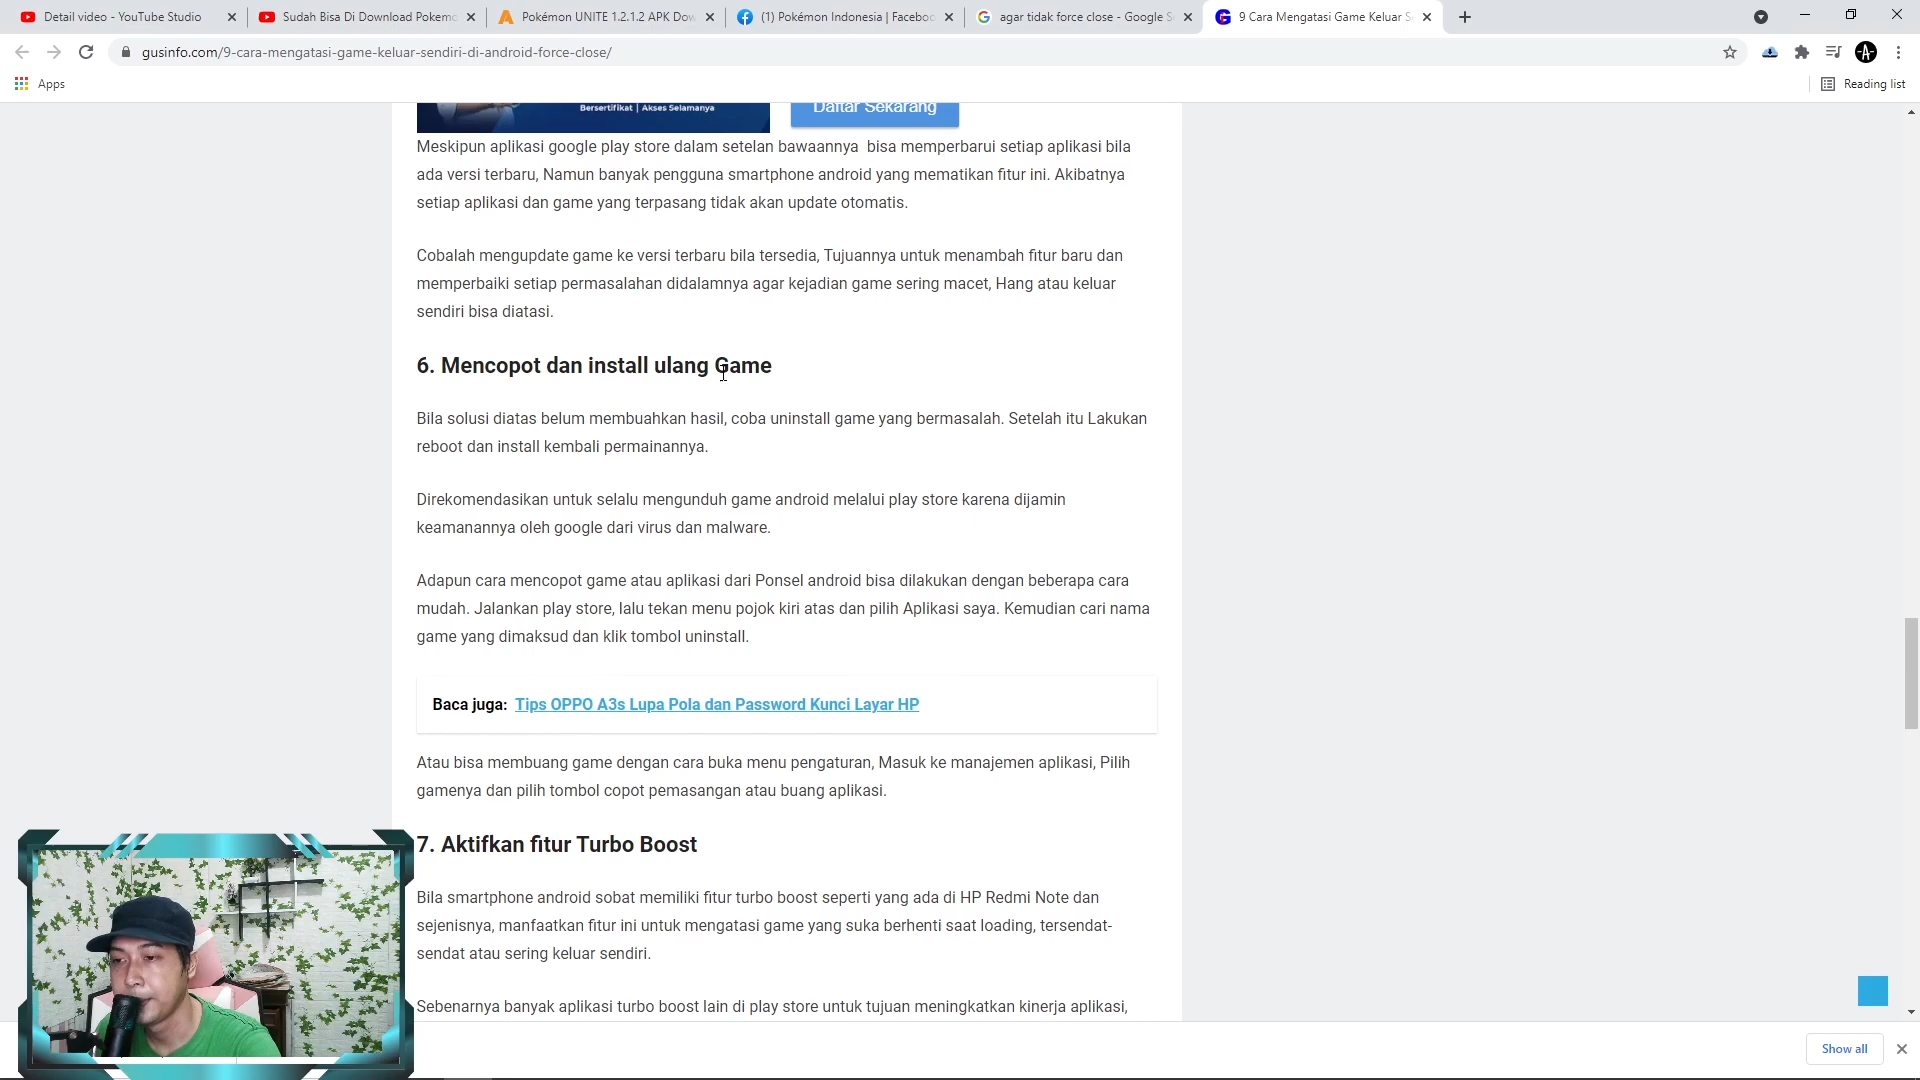 Detail video - YouTube Studio
Sudah Bisa Di Download Pokemo
Pokémon UNITE 1.2.1.2 APK Dow
(1) Pokémon Indonesia | Faceboo
agar tidak force close - Google S
9 Cara Mengatasi Game Keluar S
gusinfo.com/9-cara-mengatasi-game-keluar-sendiri-di-android-force-close/
Apps
Reading list
Bersertifikat | Akses Selamanya
Daftar Sekarang
Meskipun aplikasi google play store dalam setelan bawaannya bisa memperbarui setiap aplikasi bila
ada versi terbaru, Namun banyak pengguna smartphone android yang mematikan fitur ini. Akibatnya
setiap aplikasi dan game yang terpasang tidak akan update otomatis.
Cobalah mengupdate game ke versi terbaru bila tersedia, Tujuannya untuk menambah fitur baru dan
memperbaiki setiap permasalahan didalamnya agar kejadian game sering macet, Hang atau keluar
sendiri bisa diatasi.
6. Mencopot dan install ulang Game
Bila solusi diatas belum membuahkan hasil, coba uninstall game yang bermasalah. Setelah itu Lakukan
reboot dan install kembali permainannya.
Direkomendasikan untuk selalu mengunduh game android melalui play store karena dijamin
keamanannya oleh google dari virus dan malware.
Adapun cara mencopot game atau aplikasi dari Ponsel android bisa dilakukan dengan beberapa cara
mudah. Jalankan play store, lalu tekan menu pojok kiri atas dan pilih Aplikasi saya. Kemudian cari nama
game yang dimaksud dan klik tombol uninstall.
Baca juga: Tips OPPO A3s Lupa Pola dan Password Kunci Layar HP
Atau bisa membuang game dengan cara buka menu pengaturan, Masuk ke manajemen aplikasi, Pilih
gamenya dan pilih tombol copot pemasangan atau buang aplikasi.
7. Aktifkan fitur Turbo Boost
Bila smartphone android sobat memiliki fitur turbo boost seperti yang ada di HP Redmi Note dan
sejenisnya, manfaatkan fitur ini untuk mengatasi game yang suka berhenti saat loading, tersendat-
sendat atau sering keluar sendiri.
Sebenarnya banyak aplikasi turbo boost lain di play store untuk tujuan meningkatkan kinerja aplikasi,
Show all